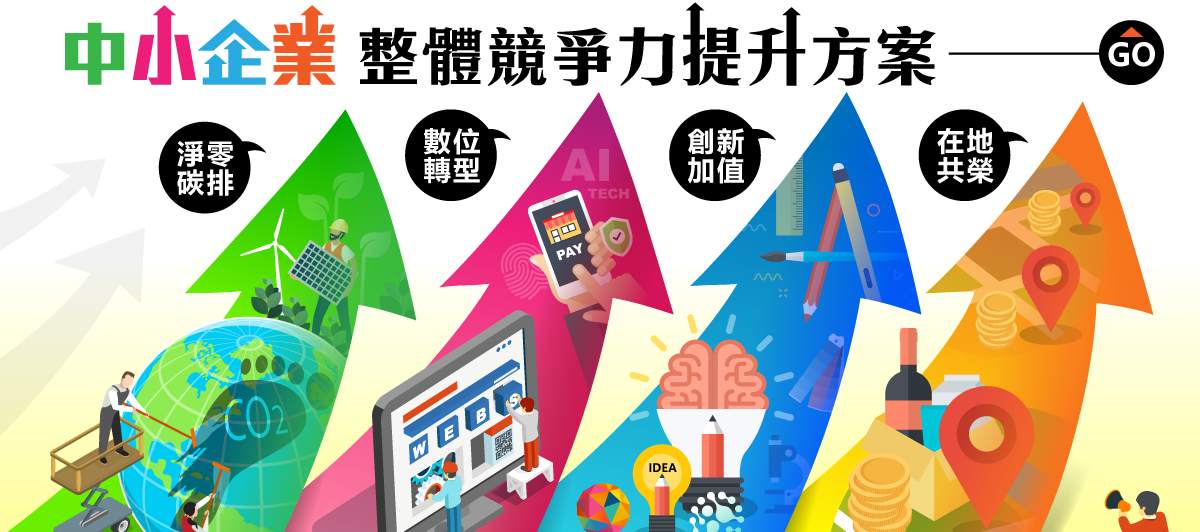 中小企業 整體競爭力提升方案
GO
淨零
碳排
數位
轉型
創新
加值
在地
共榮
AI
TECH
PAY
CO2
WEBS
IDEA